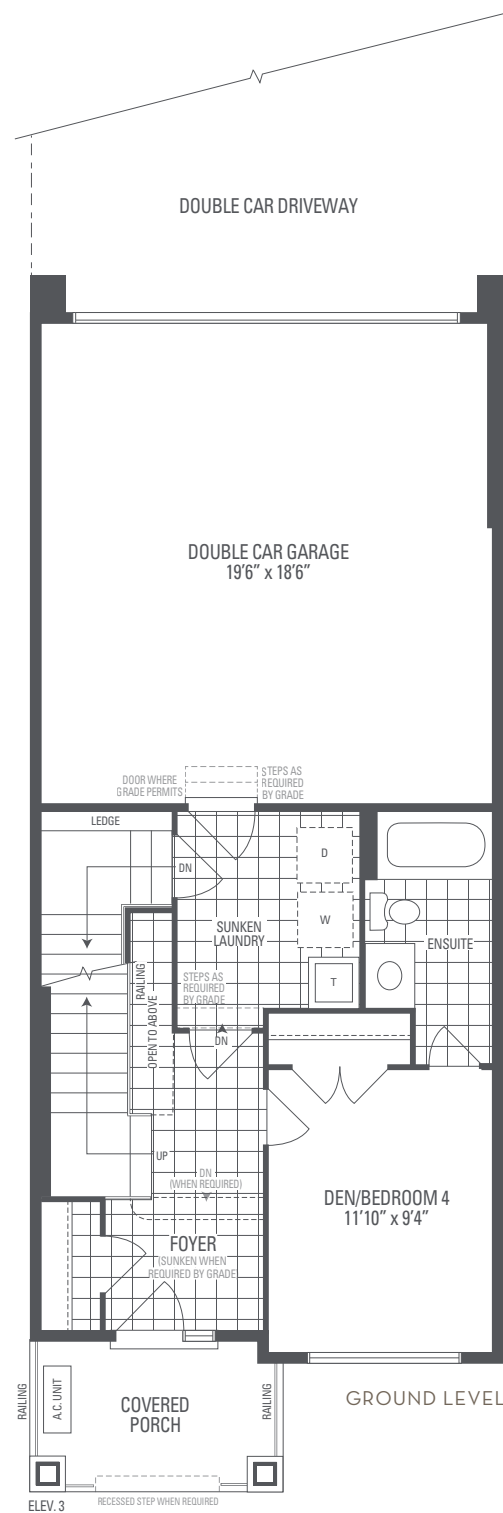 DOUBLE CAR DRIVEWAY
DOUBLE CAR GARAGE
19'6" x 18'6"
DOOR WHERE
GRADE PERMITS
STEPS AS
REQUIRED
BY GRADE
LEDGE
DN
D
W
SUNKEN
LAUNDRY
ENSUITE
T
STEPS AS
REQUIRED
BY GRADE
RAILING
OPEN TO ABOVE
DN
UP
DN
(WHEN REQUIRED)
DEN/BEDROOM 4
11'10" x 9'4"
FOYER
(SUNKEN WHEN
REQUIRED BY GRADE)
RAILING
A.C. UNIT
COVERED
PORCH
RAILING
GROUND LEVEL
ELEV. 3
RECESSED STEP WHEN REQUIRED